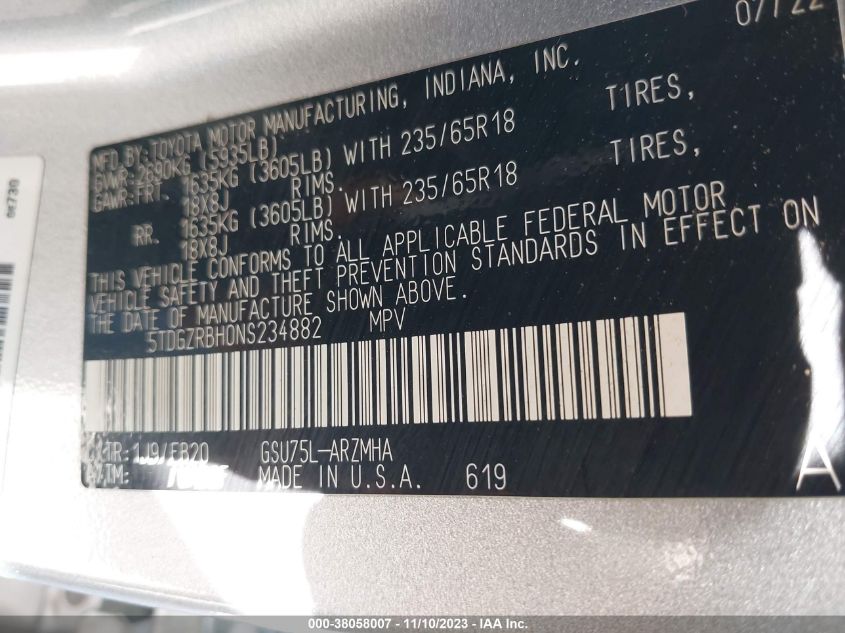 07/22
MFD.BY:TOYOTA MOTOR MANUFACTURING, INDIANA, INC.
GVWR:2690KG (5935LB)
GAWR:FRT. 1635KG (3605LB) WITH 235/65R18 TIRES,
18X8J RIMS.
RR. 1635KG (3605LB) WITH 235/65R18 TIRES,
18X8J RIMS.
THIS VEHICLE CONFORMS TO ALL APPLICABLE FEDERAL MOTOR
VEHICLE SAFETY AND THEFT PREVENTION STANDARDS IN EFFECT ON
THE DATE OF MANUFACTURE SHOWN ABOVE.
5TDGZRBH0NS234882 MPV
C/TR:1J9/EB20 GSU75L-ARZMHA
A/TM: MADE IN U.S.A. 619
A
000-38058007 - 11/10/2023 - IAA Inc.